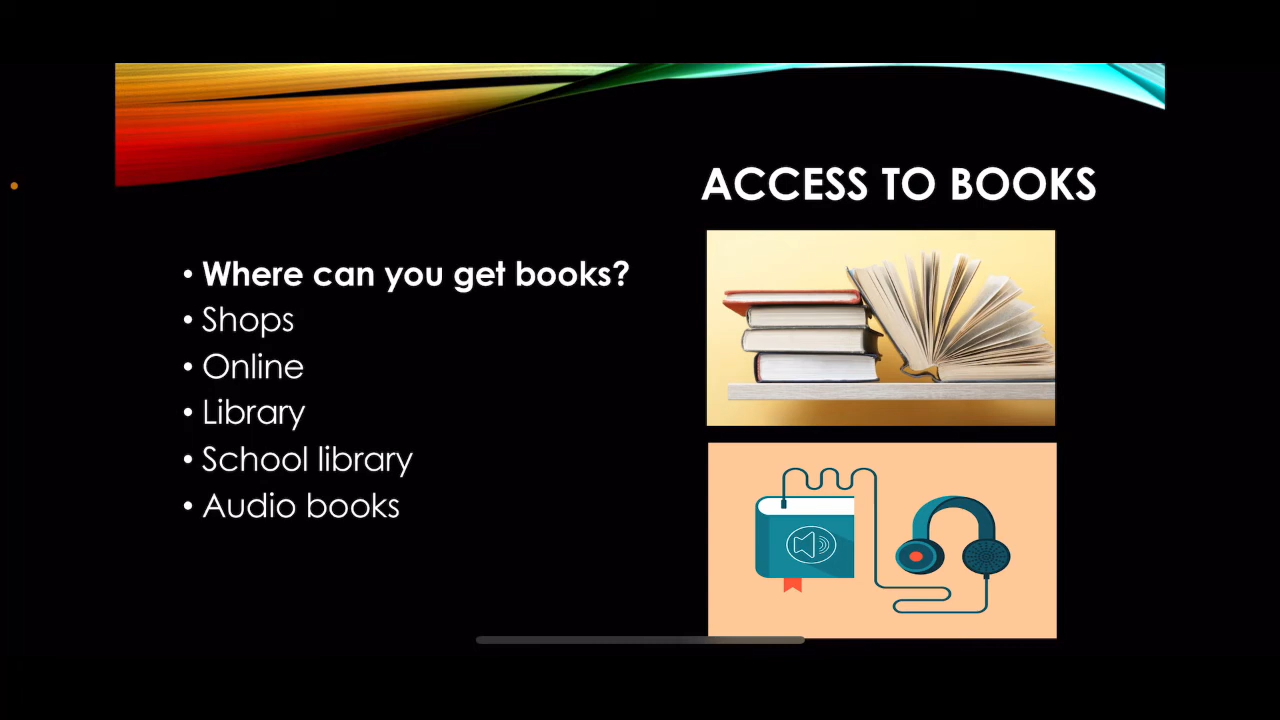 ACCESS TO BOOKS
• Where can you get books?
• Shops
• Online
• Library
• School library
• Audio books